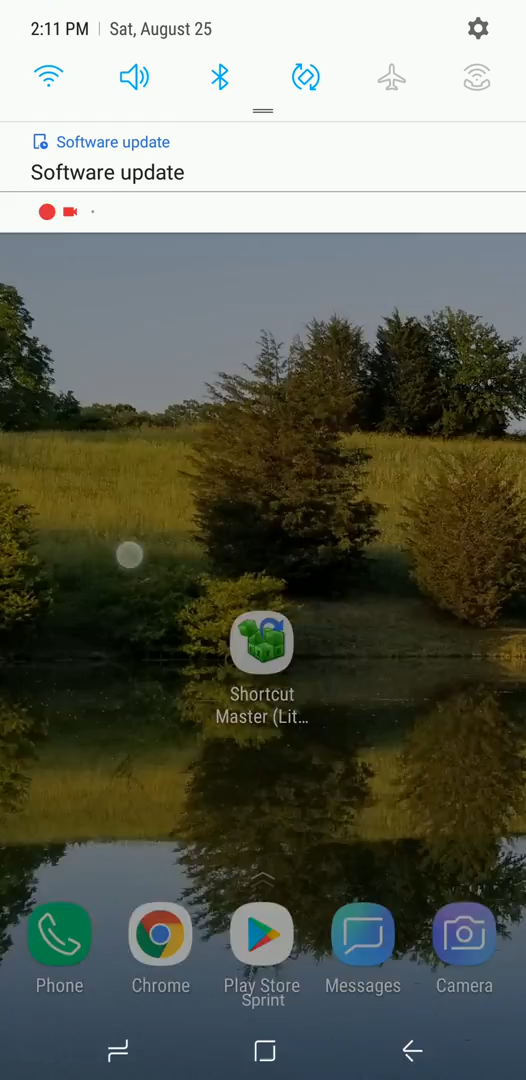 2:11 PM | Sat, August 25
Software update
Software update
Shortcut
Master (Lit...
Phone
Chrome
Play Store
Messages
Camera
Sprint